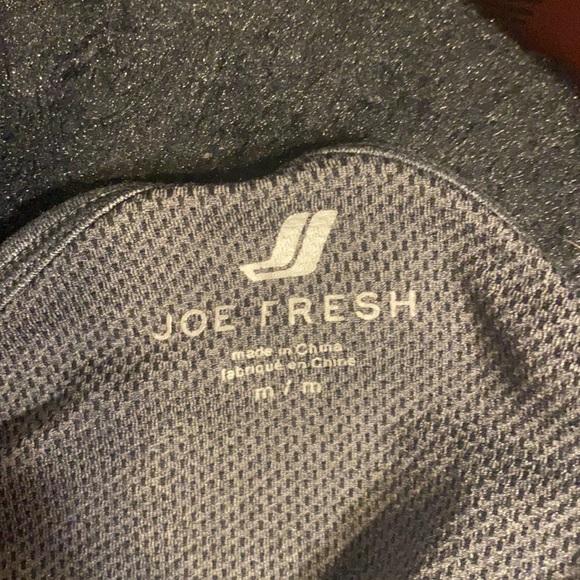 JOE FRESH
made in China
fabriqué en Chine
m / m